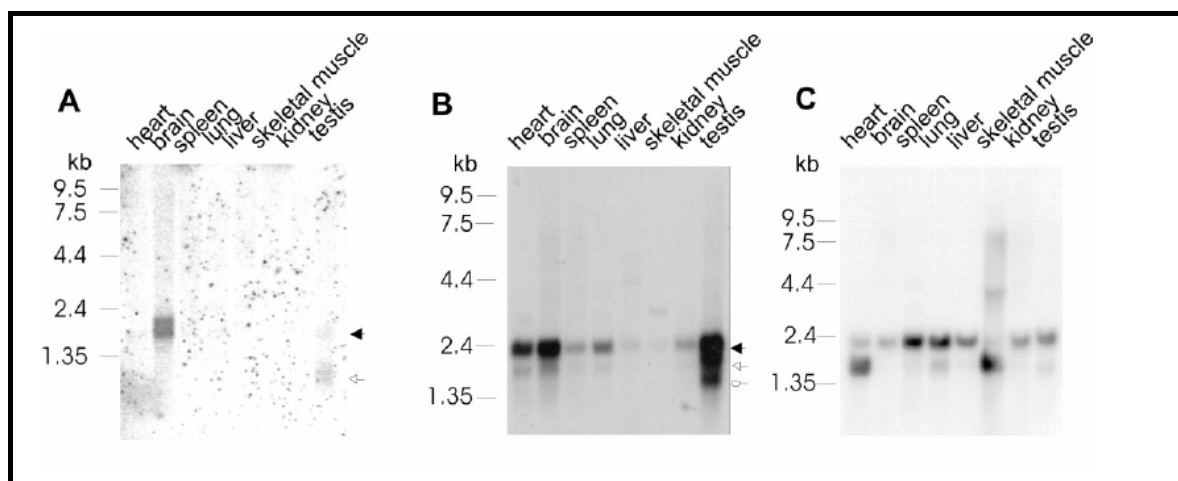 A
heart
brain
spleen
lung
liver
skeletal muscle
kidney
testis
kb
9.5
7.5
4.4
2.4
1.35
B
heart
brain
spleen
lung
liver
skeletal muscle
kidney
testis
kb
9.5
7.5
4.4
2.4
1.35
C
heart
brain
spleen
lung
liver
skeletal muscle
kidney
testis
kb
9.5
7.5
4.4
2.4
1.35